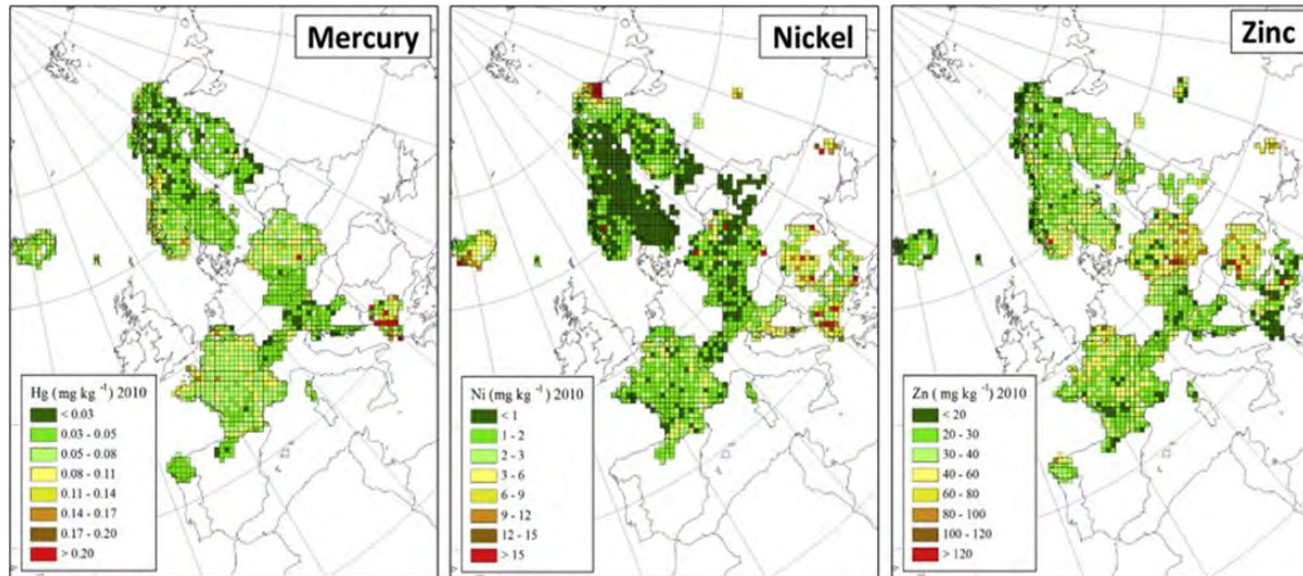 Mercury
Hg (mg kg⁻¹) 2010
< 0.03
0.03 - 0.05
0.05 - 0.08
0.08 - 0.11
0.11 - 0.14
0.14 - 0.17
0.17 - 0.20
> 0.20
Nickel
Ni (mg kg⁻¹) 2010
< 1
1 - 2
2 - 3
3 - 6
6 - 9
9 - 12
12 - 15
> 15
Zinc
Zn (mg kg⁻¹) 2010
< 20
20 - 30
30 - 40
40 - 60
60 - 80
80 - 100
100 - 120
> 120